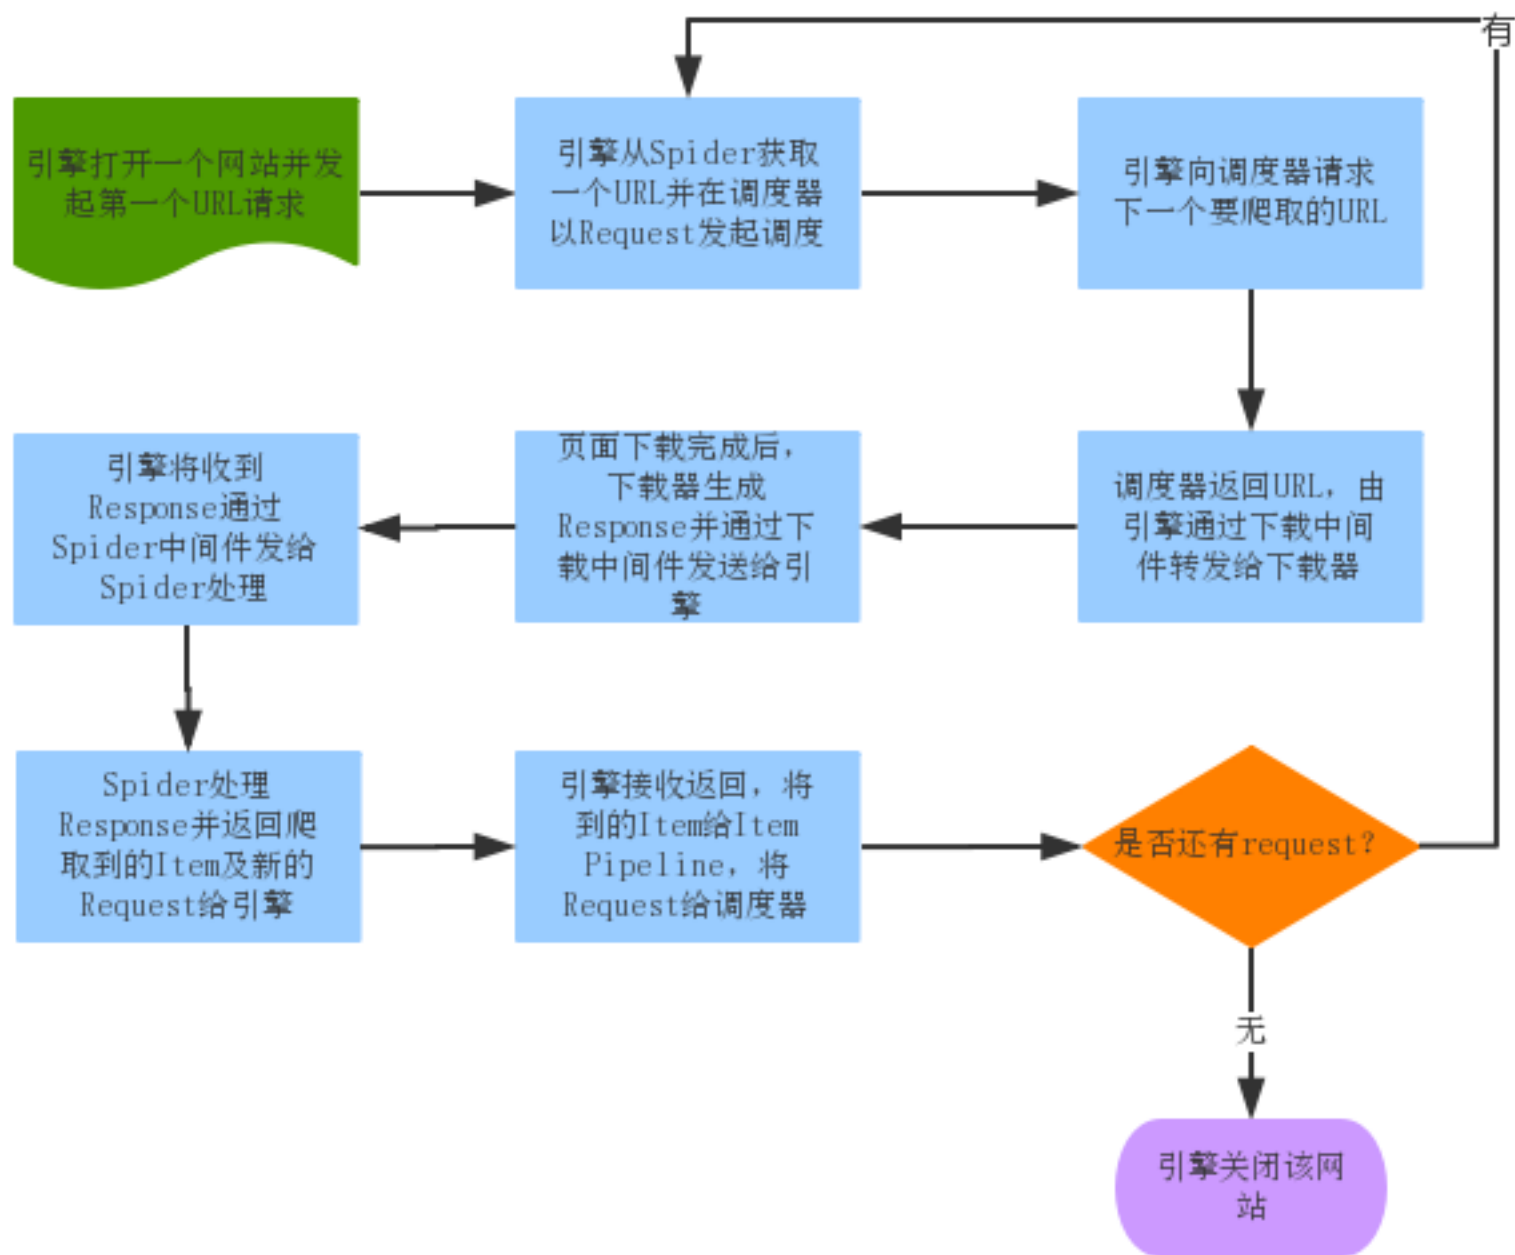 有
引擎打开一个网站并发
起第一个URL请求
引擎从Spider获取
一个URL并在调度器
以Request发起调度
引擎向调度器请求
下一个要爬取的URL
引擎将收到
Response通过
Spider中间件发给
Spider处理
页面下载完成后,
下载器生成
Response并通过下
载中间件发送给引
擎
调度器返回URL, 由
引擎通过下载中间
件转发给下载器
Spider处理
Response并返回爬
取到的Item及新的
Request给引擎
引擎接收返回, 将
到的Item给Item
Pipeline, 将
Request给调度器
是否还有request?
无
引擎关闭该网
站